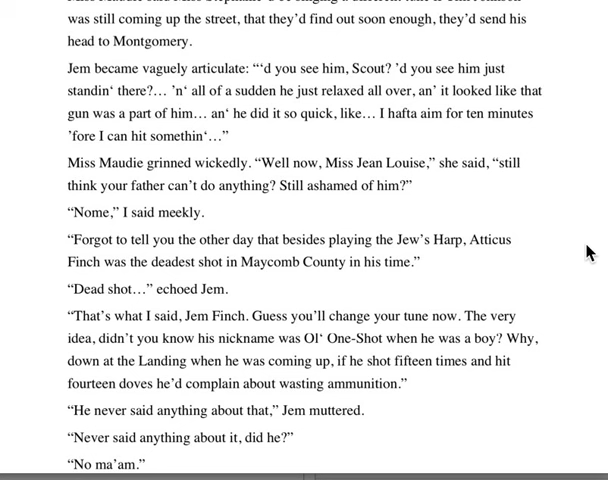 was still coming up the street, that they’d find out soon enough, they’d send his
head to Montgomery.
Jem became vaguely articulate: “‘d you see him, Scout? ’d you see him just
standin‘ there?... ’n‘ all of a sudden he just relaxed all over, an’ it looked like that
gun was a part of him... an‘ he did it so quick, like... I hafta aim for ten minutes
’fore I can hit somethin‘...”
Miss Maudie grinned wickedly. “Well now, Miss Jean Louise,” she said, “still
think your father can’t do anything? Still ashamed of him?”
“Nome,” I said meekly.
“Forgot to tell you the other day that besides playing the Jew’s Harp, Atticus
Finch was the deadest shot in Maycomb County in his time.”
“Dead shot...” echoed Jem.
“That’s what I said, Jem Finch. Guess you’ll change your tune now. The very
idea, didn’t you know his nickname was Ol‘ One-Shot when he was a boy? Why,
down at the Landing when he was coming up, if he shot fifteen times and hit
fourteen doves he’d complain about wasting ammunition.”
“He never said anything about that,” Jem muttered.
“Never said anything about it, did he?”
“No ma’am.”